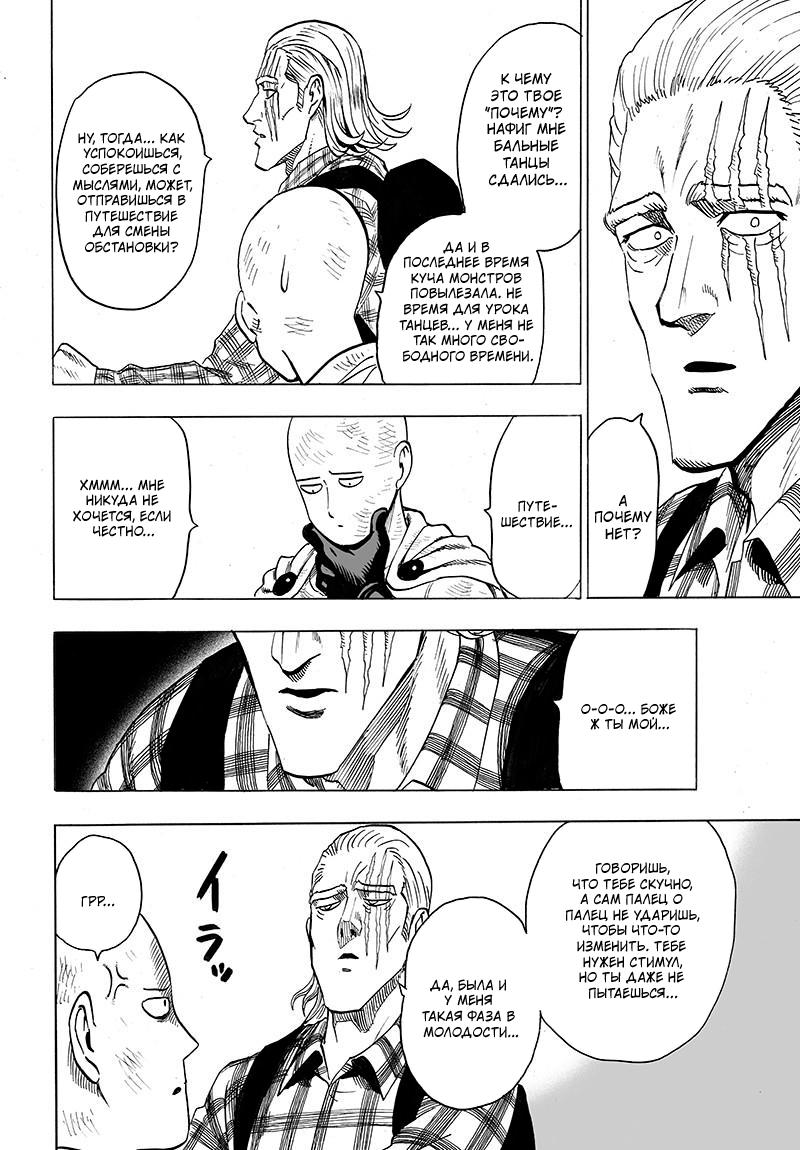 А
ПОЧЕМУ
НЕТ?
К ЧЕМУ
ЭТО ТВОЕ
"ПОЧЕМУ"?
НАФИГ МНЕ
БАЛЬНЫЕ
ТАНЦЫ
СДАЛИСЬ...
ДА И В
ПОСЛЕДНЕЕ ВРЕМЯ
КУЧА МОНСТРОВ
ПОВЫЛЕЗАЛА. НЕ
ВРЕМЯ ДЛЯ УРОКА
ТАНЦЕВ... У МЕНЯ НЕ
ТАК МНОГО СВО-
БОДНОГО ВРЕМЕНИ.
НУ, ТОГДА... КАК
УСПОКОИШЬСЯ,
СОБЕРЕШЬСЯ С
МЫСЛЯМИ, МОЖЕТ,
ОТПРАВИШЬСЯ В
ПУТЕШЕСТВИЕ
ДЛЯ СМЕНЫ
ОБСТАНОВКИ?
ПУТЕ-
ШЕСТВИЕ...
ХМММ... МНЕ
НИКУДА НЕ
ХОЧЕТСЯ, ЕСЛИ
ЧЕСТНО...
О-О-О... БОЖЕ
Ж ТЫ МОЙ...
ГОВОРИШЬ,
ЧТО ТЕБЕ СКУЧНО,
А САМ ПАЛЕЦ О
ПАЛЕЦ НЕ УДАРИШЬ,
ЧТОБЫ ЧТО-ТО
ИЗМЕНИТЬ. ТЕБЕ
НУЖЕН СТИМУЛ,
НО ТЫ ДАЖЕ НЕ
ПЫТАЕШЬСЯ...
ДА, БЫЛА И
У МЕНЯ
ТАКАЯ ФАЗА В
МОЛОДОСТИ...
イラッ
ГРР...